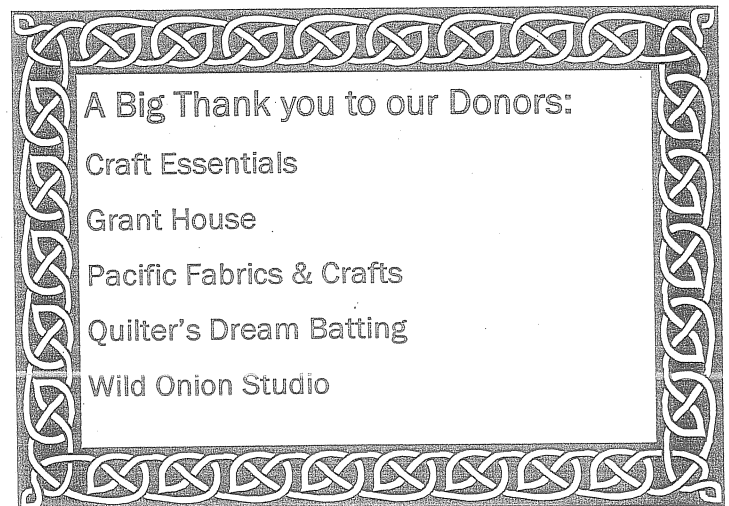 A Big Thank you to our Donors:
Craft Essentials
Grant House
Pacific Fabrics & Crafts
Quilter's Dream Batting
Wild Onion Studio